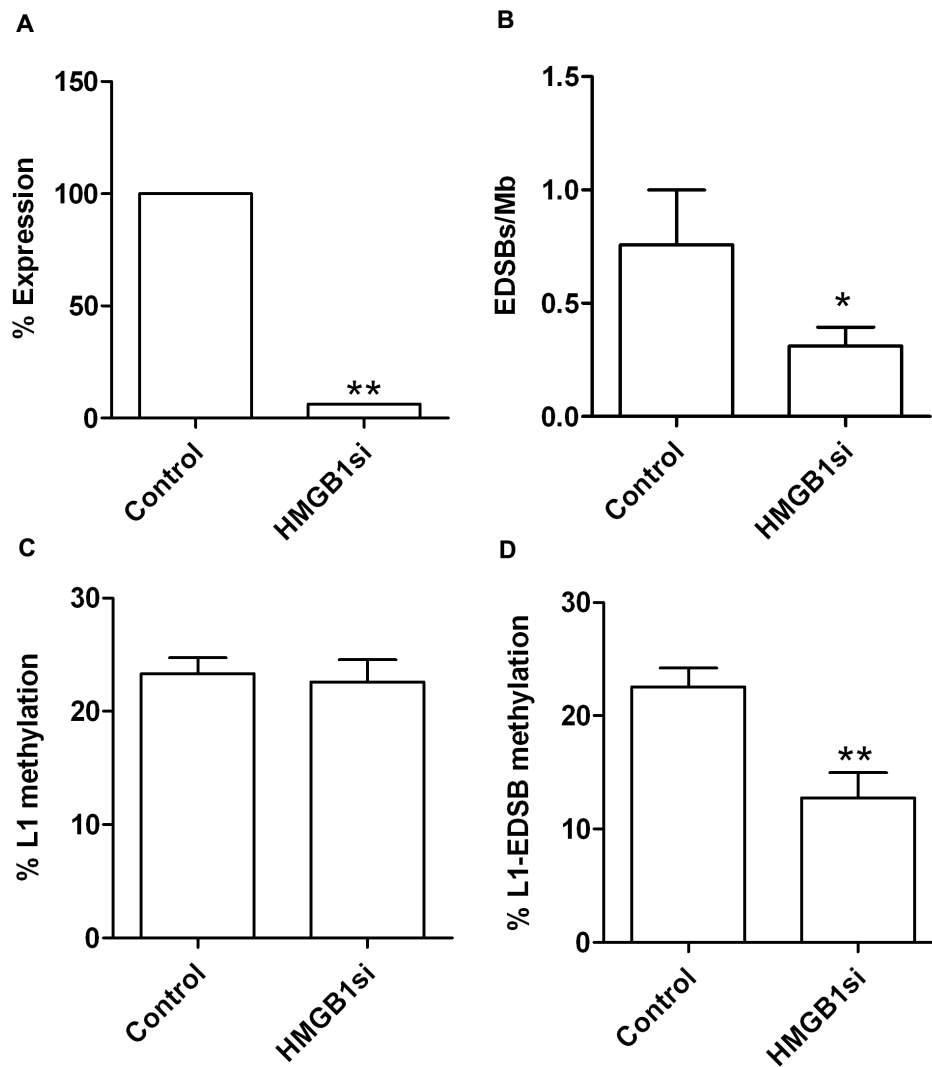 A
% Expression
150
100
50
0
**
Control
HMGB1si
B
EDSBs/Mb
1.5
1.0
0.5
0.0
*
Control
HMGB1si
C
% L1 methylation
30
20
10
0
Control
HMGB1si
D
% L1-EDSB methylation
30
20
10
0
**
Control
HMGB1si